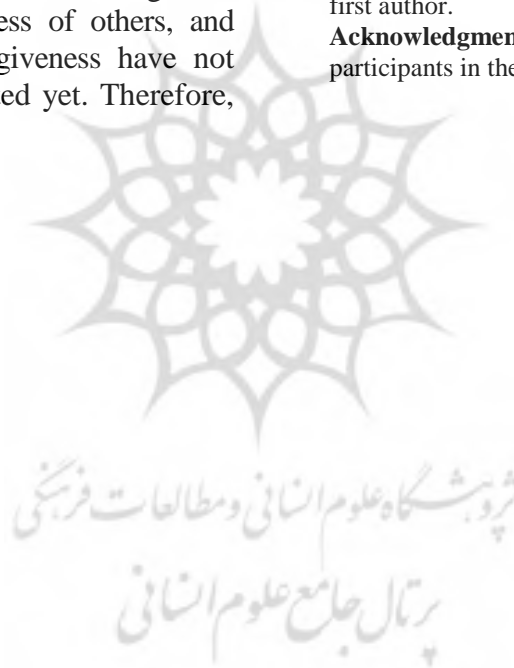 ess of others, and
giveness have not
ed yet. Therefore,
first author.
Acknowledgmen
participants in the
پژوهشگاه علوم انسانی و مطالعات فرهنگی
پرتال جامع علوم انسانی